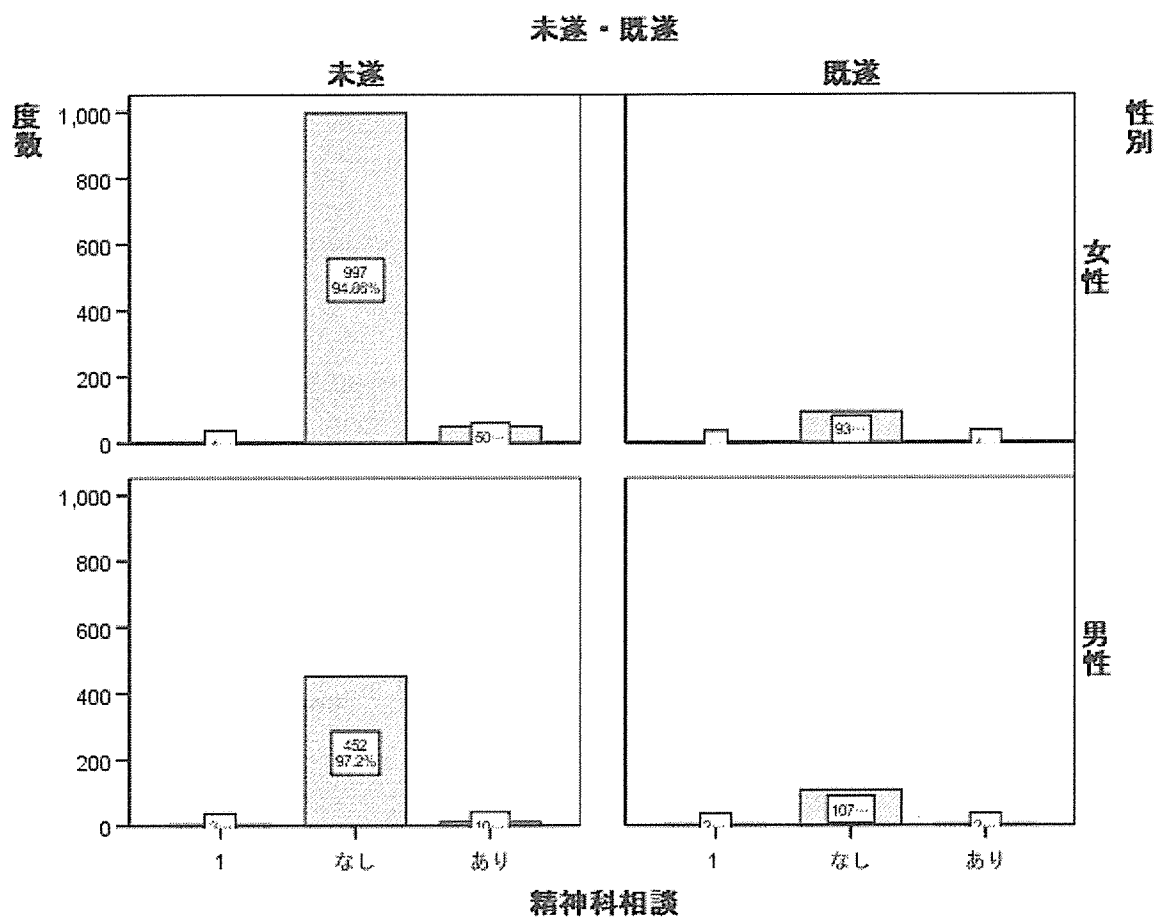 未遂・既遂
未遂
既遂
度数
性別
1,000
800
600
400
200
0
997
94.06%
50…
93…
女性
1,000
800
600
400
200
0
452
97.2%
10…
107…
男性
1
なし
あり
1
なし
あり
精神科相談